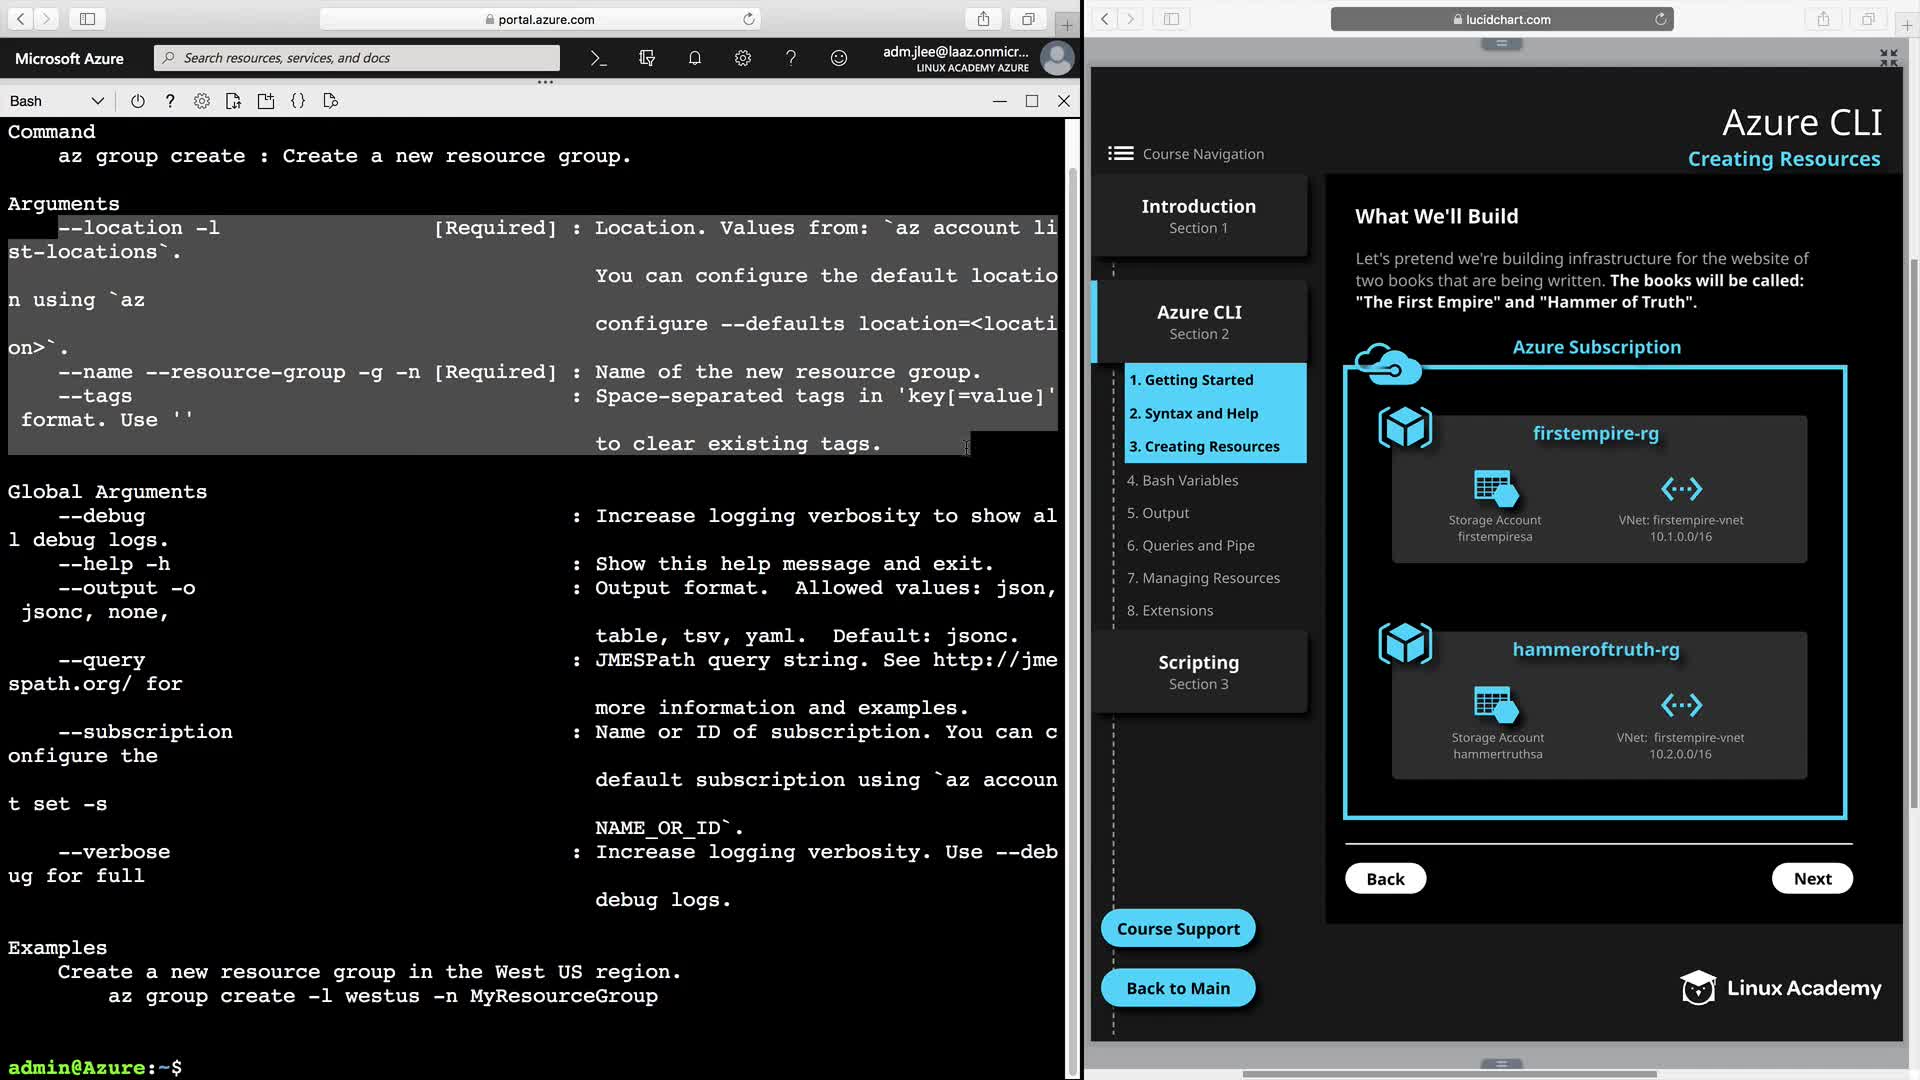 portal.azure.com
Microsoft Azure
Search resources, services, and docs
adm.jlee@laaz.onmicr...
LINUX ACADEMY AZURE
Bash
Command
az group create : Create a new resource group.
Arguments
--location -l [Required] : Location. Values from: `az account li
st-locations`.
You can configure the default locatio
n using `az
configure --defaults location=<locati
on>`.
--name --resource-group -g -n [Required] : Name of the new resource group.
--tags : Space-separated tags in 'key[=value]'
format. Use ''
to clear existing tags.
Global Arguments
--debug : Increase logging verbosity to show al
l debug logs.
--help -h : Show this help message and exit.
--output -o : Output format.  Allowed values: json,
jsonc, none,
table, tsv, yaml.  Default: jsonc.
--query : JMESPath query string. See http://jme
spath.org/ for
more information and examples.
--subscription : Name or ID of subscription. You can c
onfigure the
default subscription using `az accoun
t set -s
NAME_OR_ID`.
--verbose : Increase logging verbosity. Use --deb
ug for full
debug logs.
Examples
Create a new resource group in the West US region.
az group create -l westus -n MyResourceGroup
admin@Azure:~$
lucidchart.com
Azure CLI
Creating Resources
Course Navigation
Introduction
Section 1
Azure CLI
Section 2
1. Getting Started
2. Syntax and Help
3. Creating Resources
4. Bash Variables
5. Output
6. Queries and Pipe
7. Managing Resources
8. Extensions
Scripting
Section 3
Course Support
Back to Main
What We'll Build
Let's pretend we're building infrastructure for the website of
two books that are being written. The books will be called:
"The First Empire" and "Hammer of Truth".
Azure Subscription
firstempire-rg
Storage Account
firstempiresa
VNet: firstempire-vnet
10.1.0.0/16
hammeroftruth-rg
Storage Account
hammertruthsa
VNet: firstempire-vnet
10.2.0.0/16
Back
Next
Linux Academy